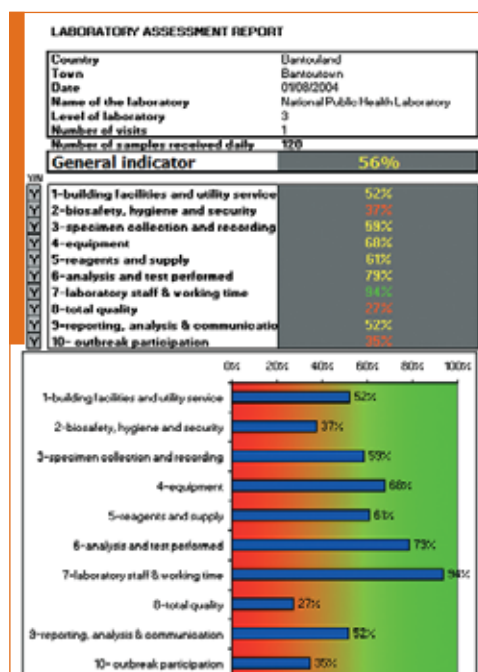 LABORATORY ASSESSMENT REPORT
Country Bantouland
Town Bantoutown
Date 01/08/2004
Name of the laboratory National Public Health Laboratory
Level of laboratory 3
Number of visits 1
Number of samples received daily 120
General indicator 56%
Y/N
Y 1-building facilities and utility service 52%
Y 2-biosafety, hygiene and security 37%
Y 3-specimen collection and recording 59%
Y 4-equipment 68%
Y 5-reagents and supply 61%
Y 6-analysis and test performed 79%
Y 7-laboratory staff & working time 94%
Y 8-total quality 27%
Y 9-reporting, analysis & communicatio 52%
Y 10- outbreak participation 35%
0% 20% 40% 60% 80% 100%
1-building facilities and utility service 52%
2-biosafety, hygiene and security 37%
3-specimen collection and recording 59%
4-equipment 68%
5-reagents and supply 61%
6-analysis and test performed 79%
7-laboratory staff & working time 94%
8-total quality 27%
9-reporting, analysis & communication 52%
10- outbreak participation 35%